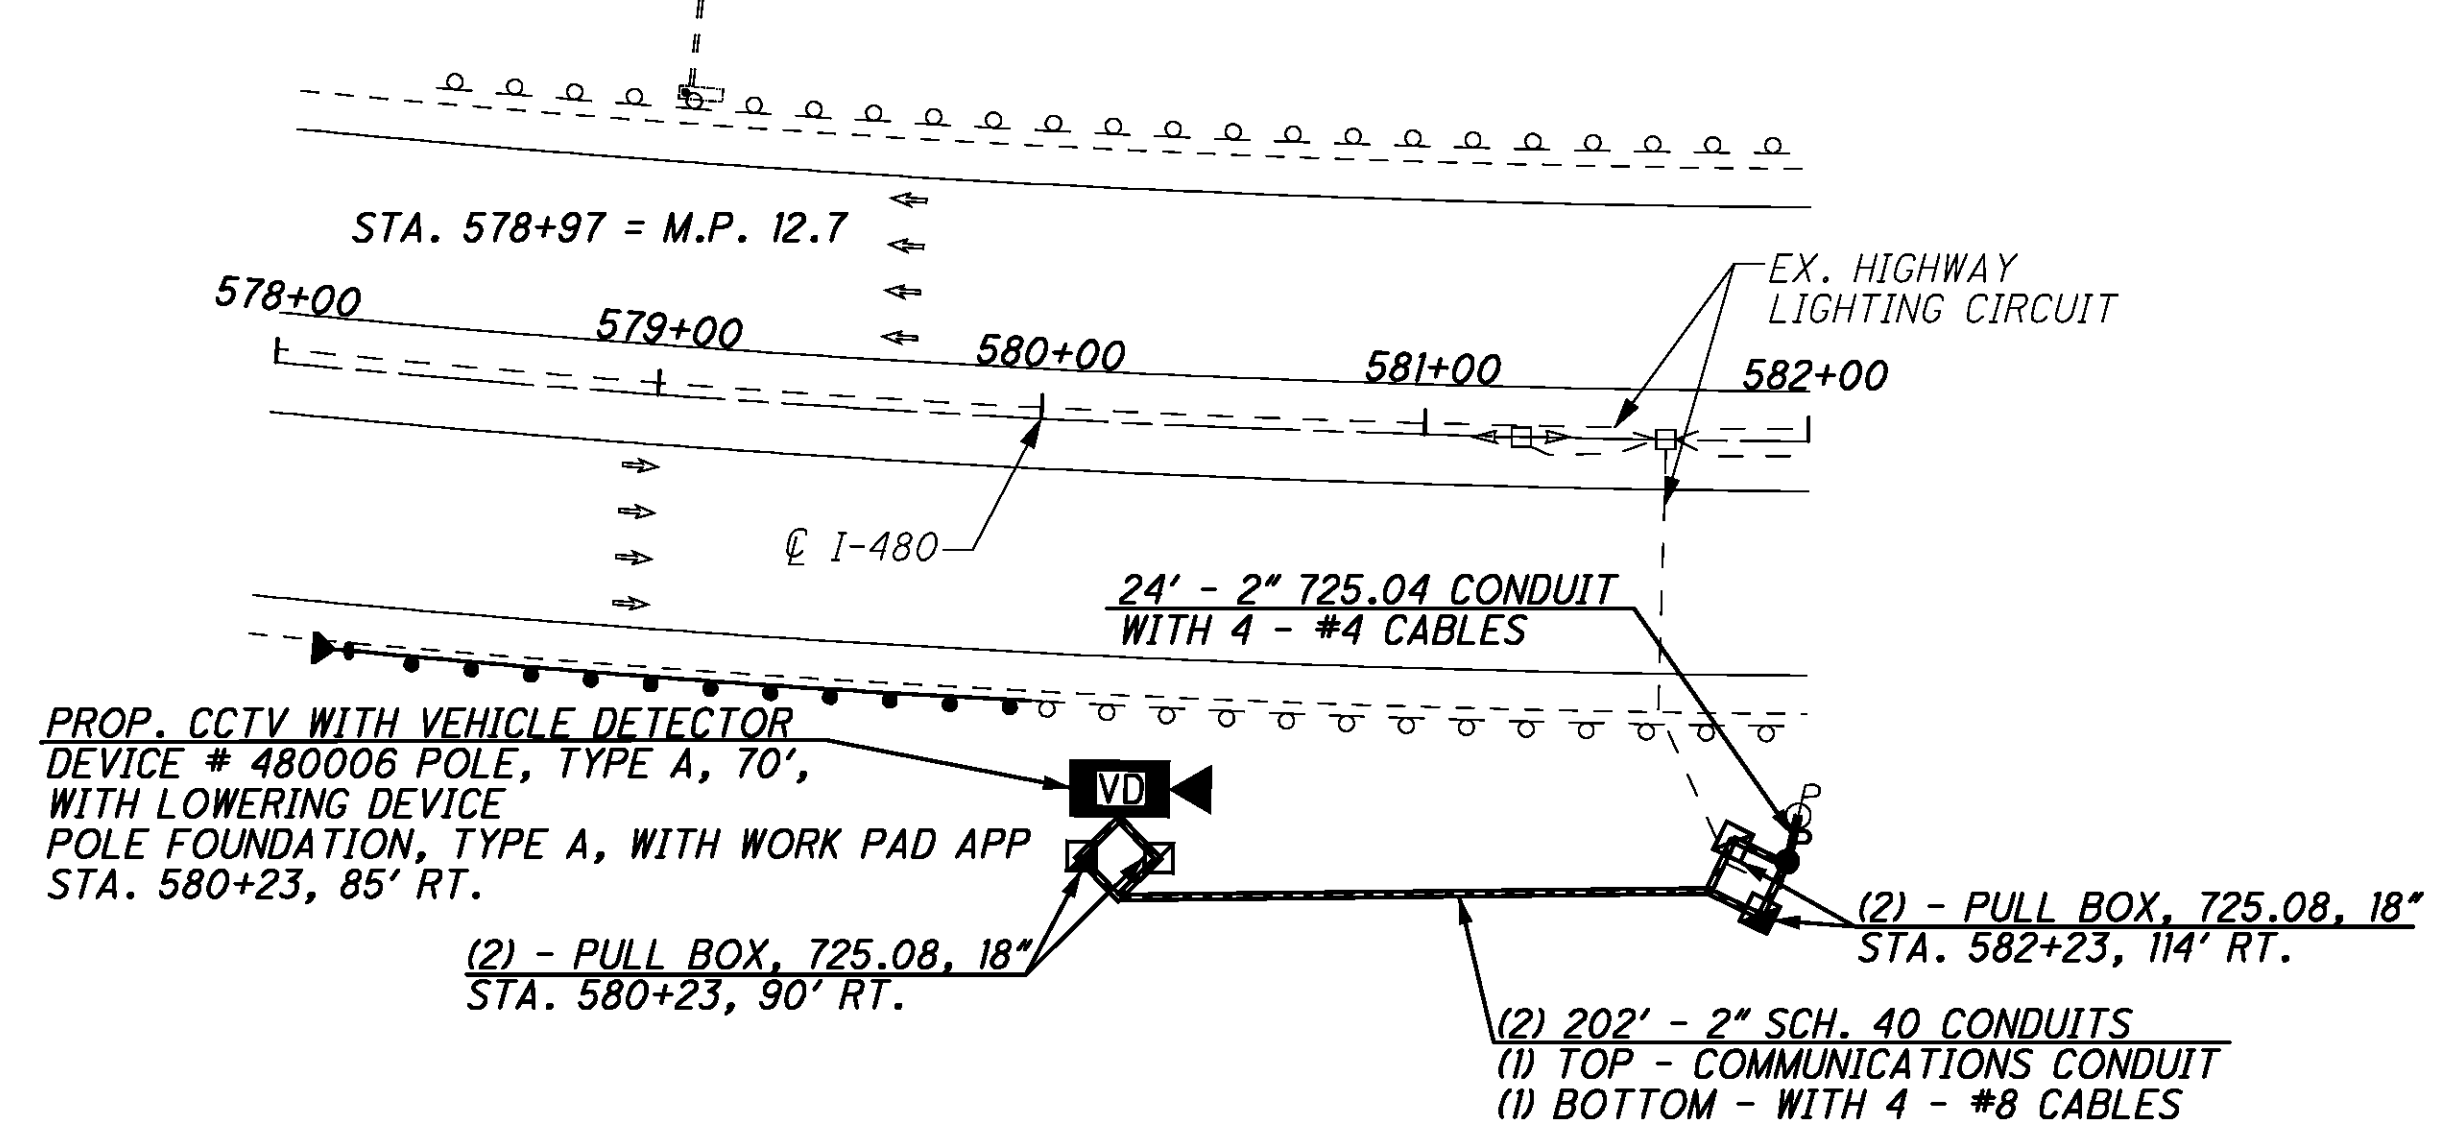 STA. 578+97 = M.P. 12.7
578+00
579+00
580+00
581+00
582+00
EX. HIGHWAY
LIGHTING CIRCUIT
℄ I-480
24' - 2" 725.04 CONDUIT
WITH 4 - #4 CABLES
PROP. CCTV WITH VEHICLE DETECTOR
DEVICE # 480006 POLE, TYPE A, 70',
WITH LOWERING DEVICE
POLE FOUNDATION, TYPE A, WITH WORK PAD APP
STA. 580+23, 85' RT.
VD
P
(2) - PULL BOX, 725.08, 18"
STA. 582+23, 114' RT.
(2) - PULL BOX, 725.08, 18"
STA. 580+23, 90' RT.
(2) 202' - 2" SCH. 40 CONDUITS
(1) TOP - COMMUNICATIONS CONDUIT
(1) BOTTOM - WITH 4 - #8 CABLES